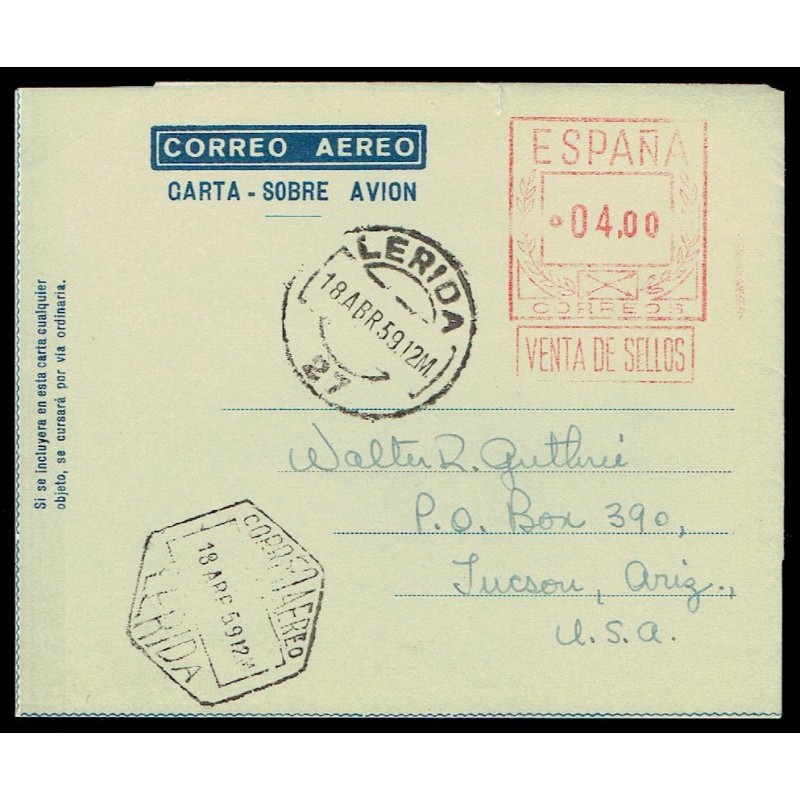 CORREO AEREO
CARTA - SOBRE AVION
ESPAÑA
04,00
CORREOS
VENTA DE SELLOS
LERIDA
18 ABR 59 12M.
27
Si se incluyera en esta carta cualquier
objeto, se cursará por vía ordinaria.
Walter R. Guthrie
P.O. Box 390,
Tucson, Ariz.,
U.S.A.
CORREO AEREO
18 ABR 59 12M.
LERIDA